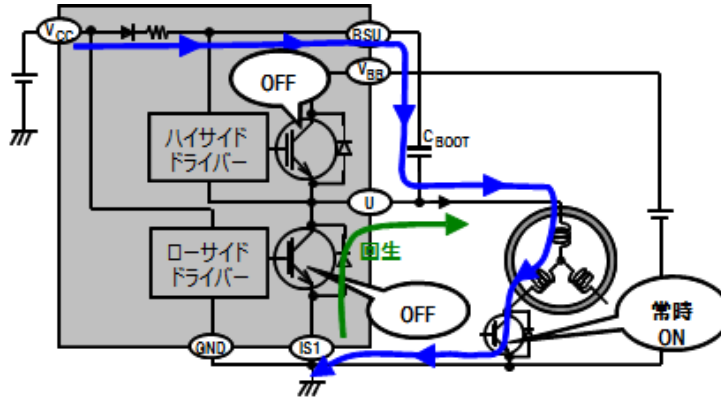 VCC
BSU
VBB
OFF
ハイサイド
ドライバー
CBOOT
U
回生
ローサイド
ドライバー
OFF
常時
ON
GND
IS1